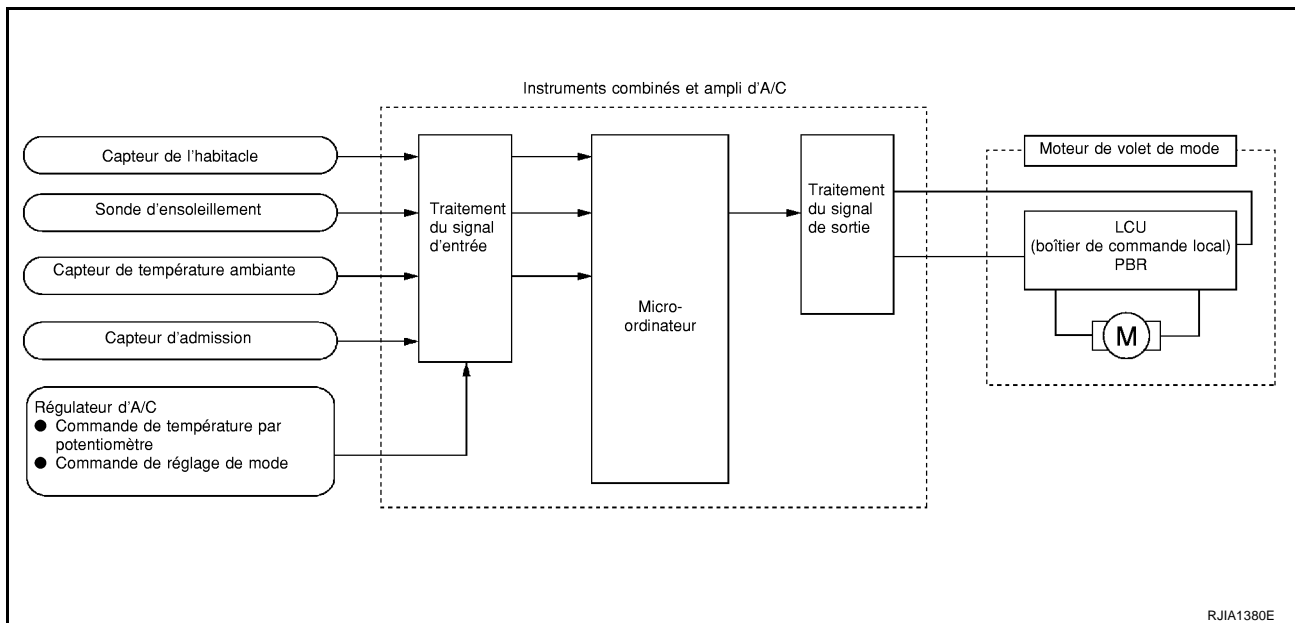 Instruments combinés et ampli d'A/C
Capteur de l'habitacle
Sonde d'ensoleillement
Capteur de température ambiante
Capteur d'admission
Régulateur d'A/C
● Commande de température par
potentiomètre
● Commande de réglage de mode
Traitement
du signal
d'entrée
Micro-
ordinateur
Traitement
du signal
de sortie
Moteur de volet de mode
LCU
(boîtier de commande local)
PBR
M
RJIA1380E